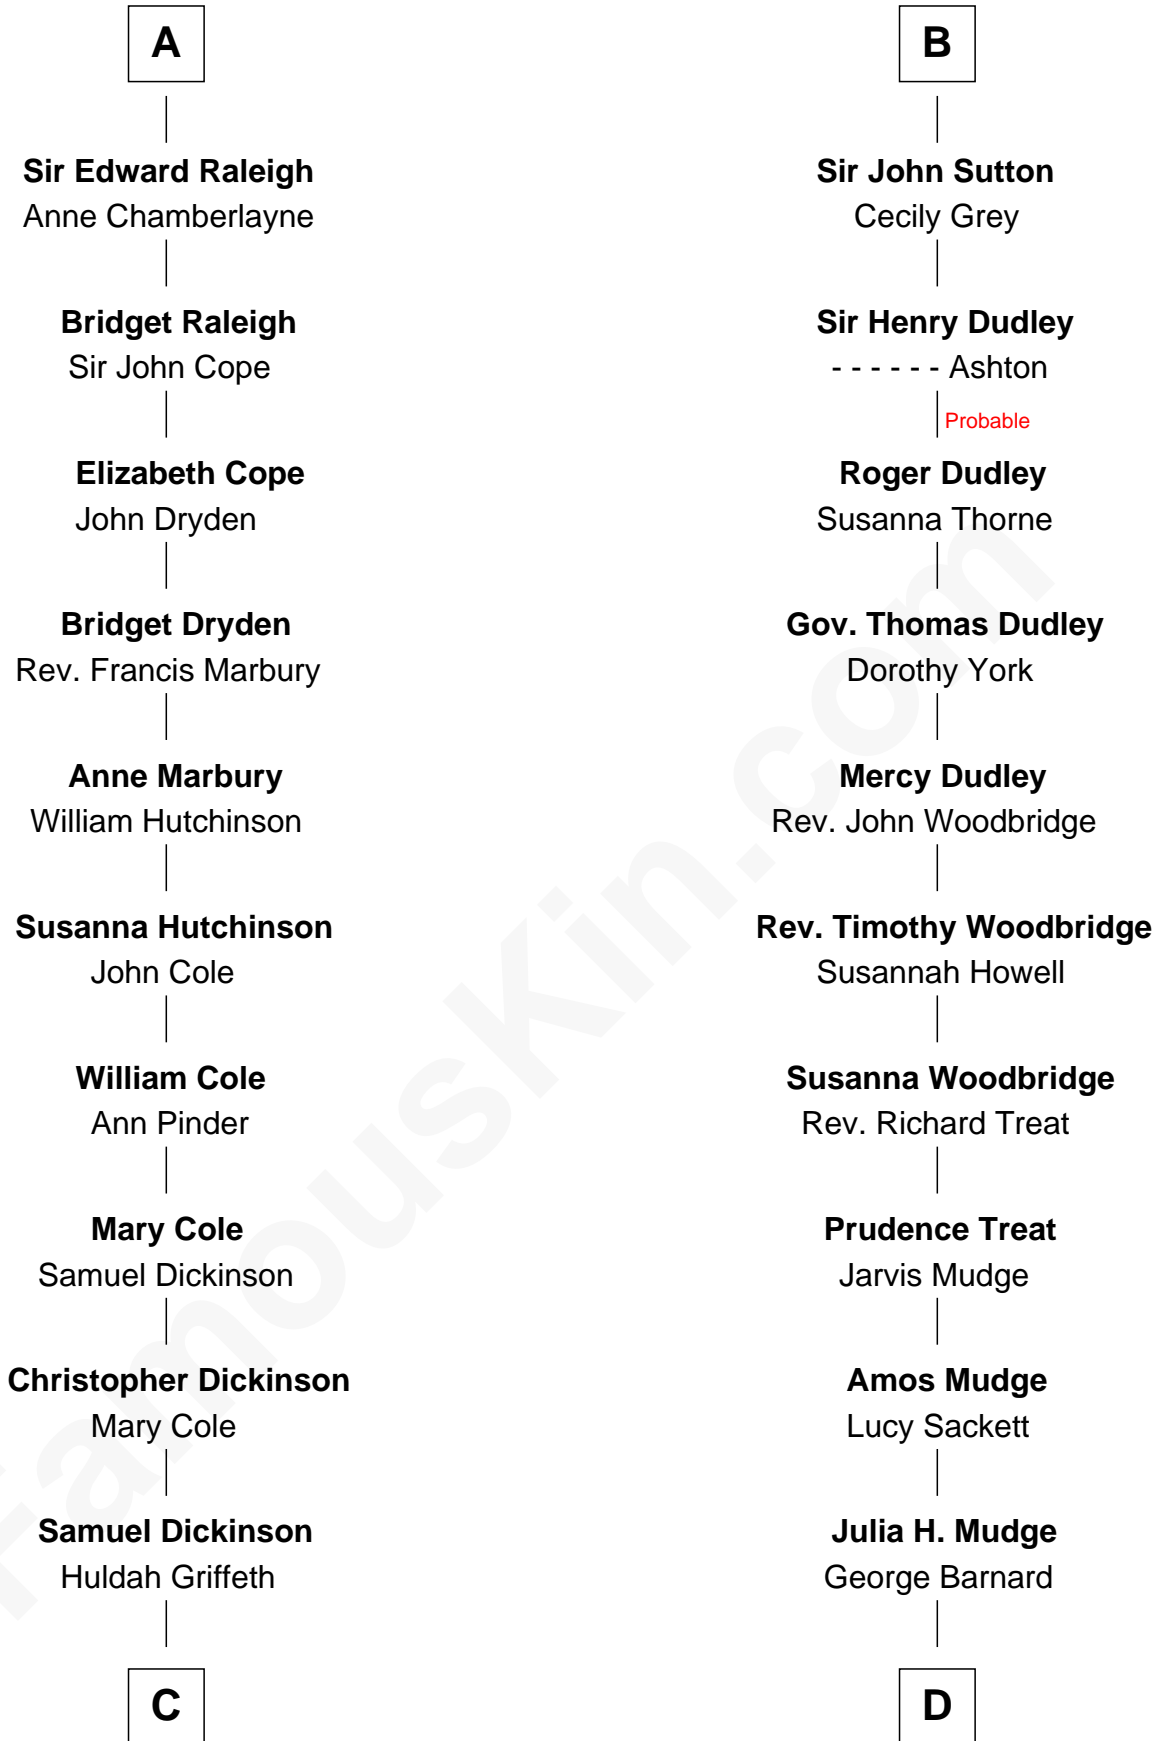 A
Sir Edward Raleigh
Anne Chamberlayne
Bridget Raleigh
Sir John Cope
Elizabeth Cope
John Dryden
Bridget Dryden
Rev. Francis Marbury
Anne Marbury
William Hutchinson
Susanna Hutchinson
John Cole
William Cole
Ann Pinder
Mary Cole
Samuel Dickinson
Christopher Dickinson
Mary Cole
Samuel Dickinson
Huldah Griffeth
C
B
Sir John Sutton
Cecily Grey
Sir Henry Dudley
- - - - - - Ashton
Probable
Roger Dudley
Susanna Thorne
Gov. Thomas Dudley
Dorothy York
Mercy Dudley
Rev. John Woodbridge
Rev. Timothy Woodbridge
Susannah Howell
Susanna Woodbridge
Rev. Richard Treat
Prudence Treat
Jarvis Mudge
Amos Mudge
Lucy Sackett
Julia H. Mudge
George Barnard
D
FamousKin.com